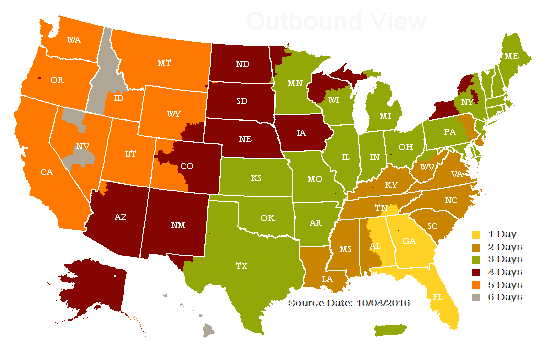 Outbound View
WA
OR
CA
ID
NV
MT
WY
UT
CO
AZ
NM
ND
SD
NE
KS
OK
TX
MN
IA
MO
AR
LA
WI
IL
MI
IN
OH
KY
TN
MS
AL
GA
FL
SC
NC
VA
WV
PA
NY
ME
1 Day
2 Days
3 Days
4 Days
5 Days
6 Days
Source Date: 10/04/2016